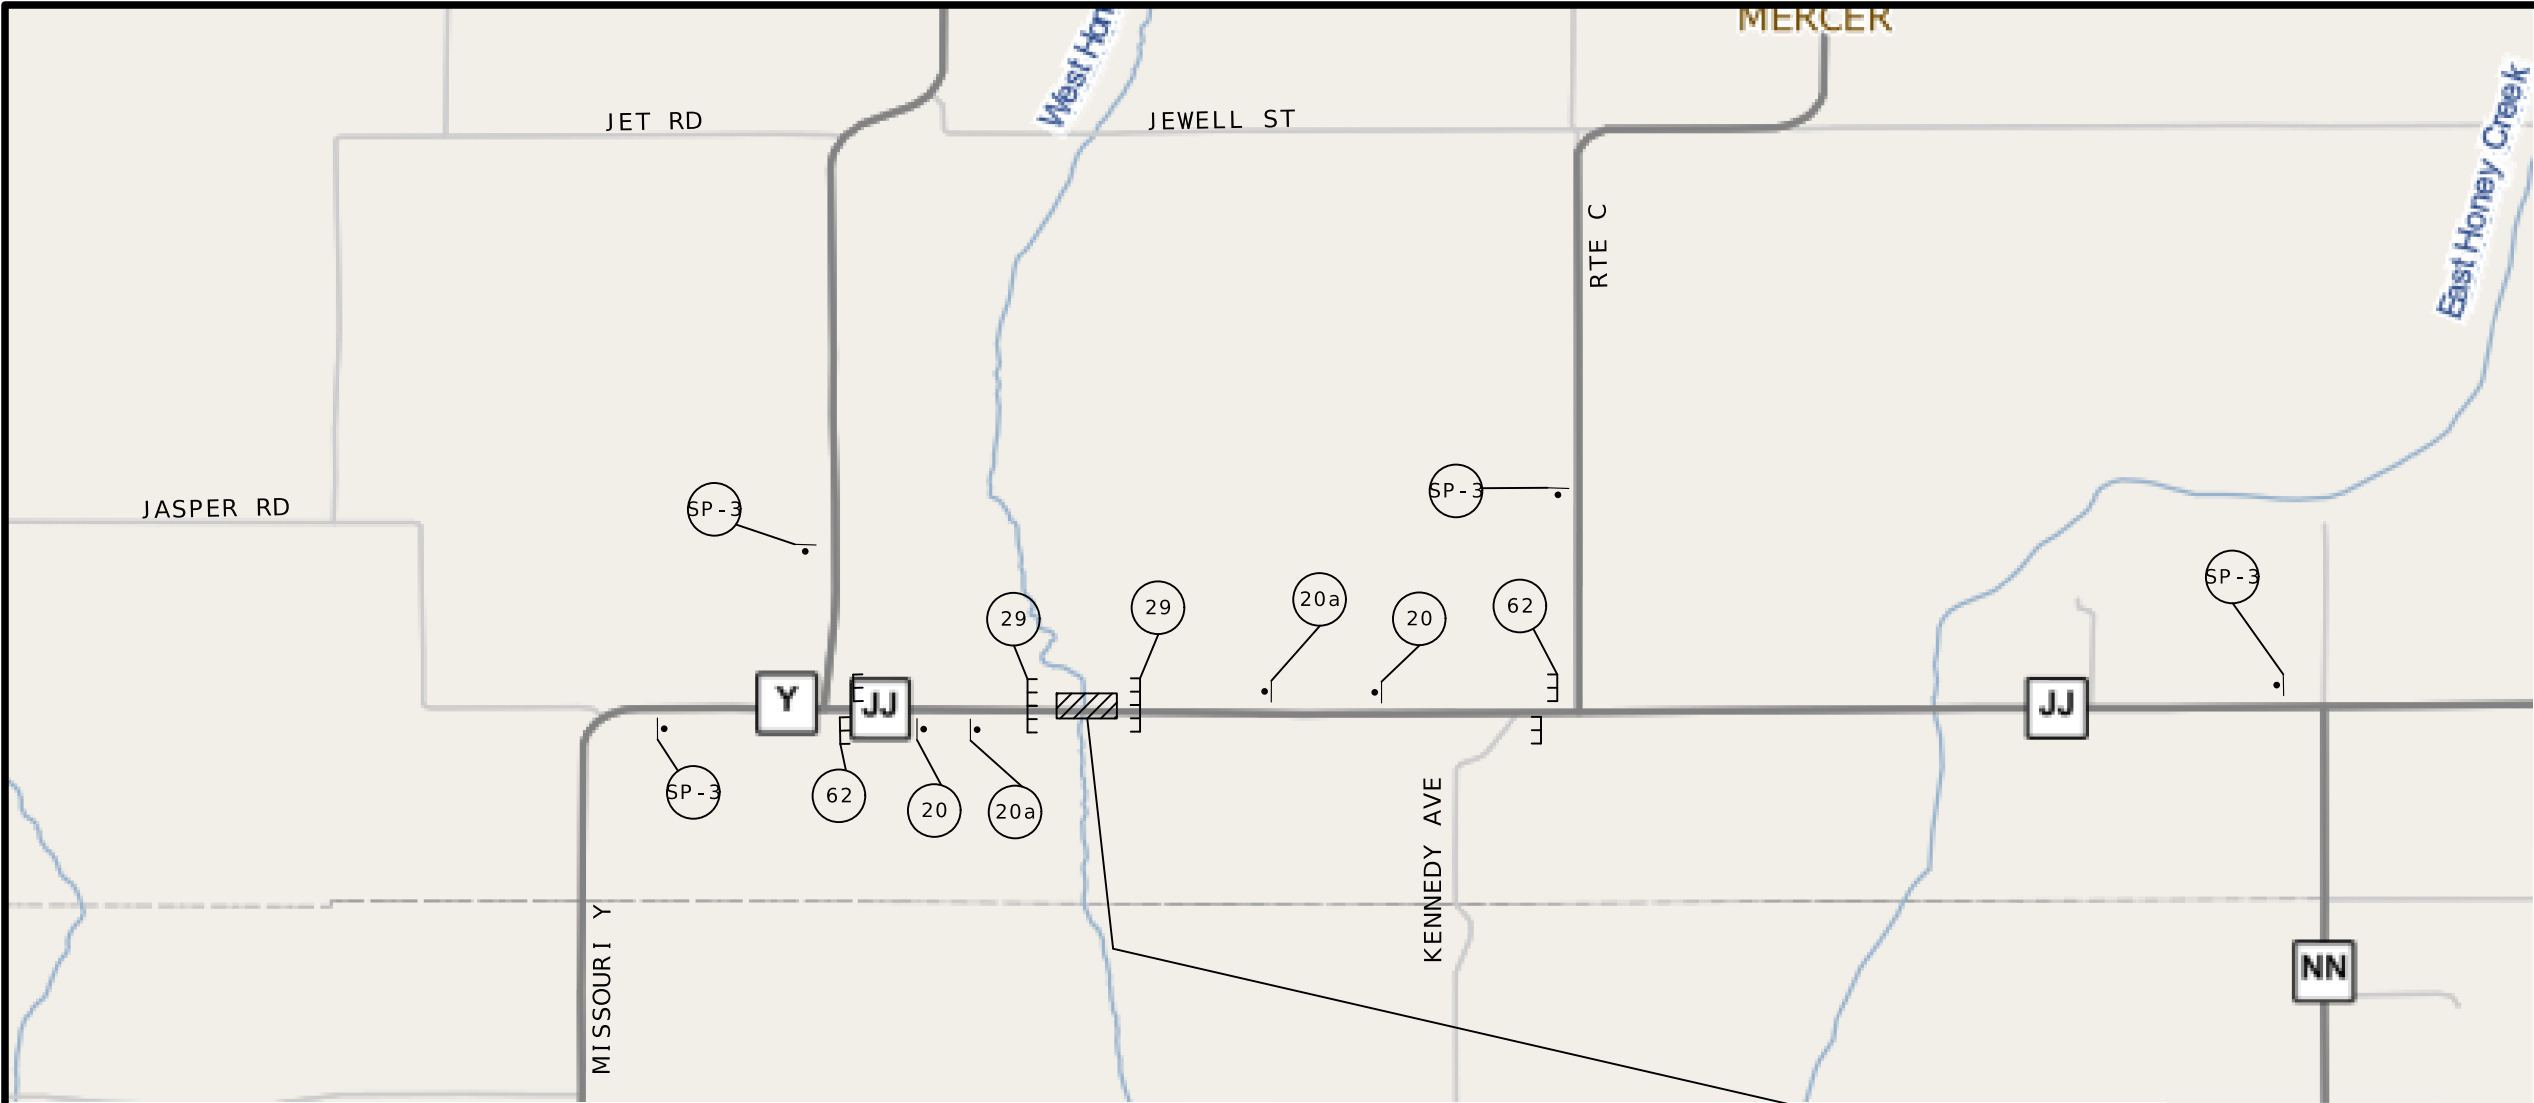 MERCER
West Hon
JET RD
JEWELL ST
East Honey Creek
RTE C
JASPER RD
SP-3
SP-3
SP-3
29
29
20a
20
62
Y
JJ
JJ
SP-3
62
20
20a
KENNEDY AVE
MISSOURI Y
NN